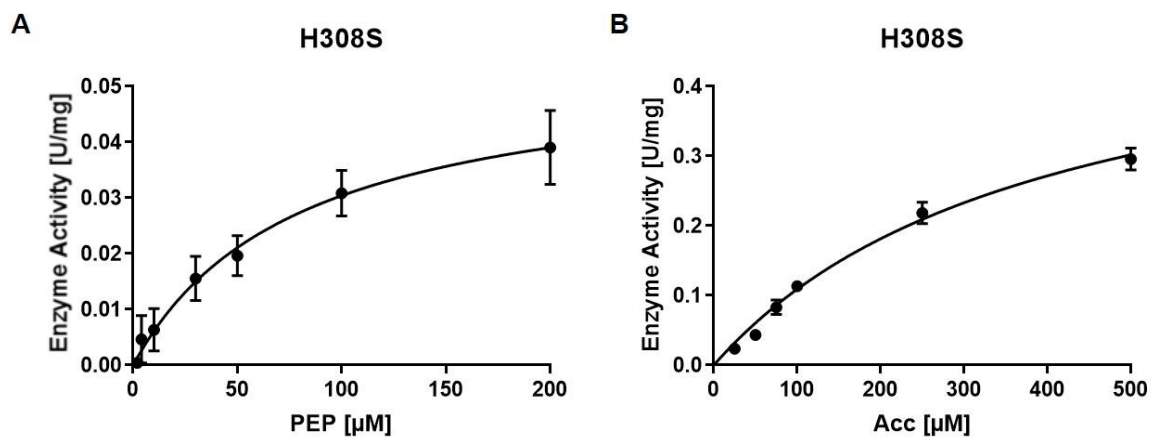 A
H308S
Enzyme Activity [U/mg]
0.05
0.04
0.03
0.02
0.01
0.00
0 50 100 150 200
PEP [µM]
B
H308S
Enzyme Activity [U/mg]
0.4
0.3
0.2
0.1
0.0
0 100 200 300 400 500
Acc [µM]